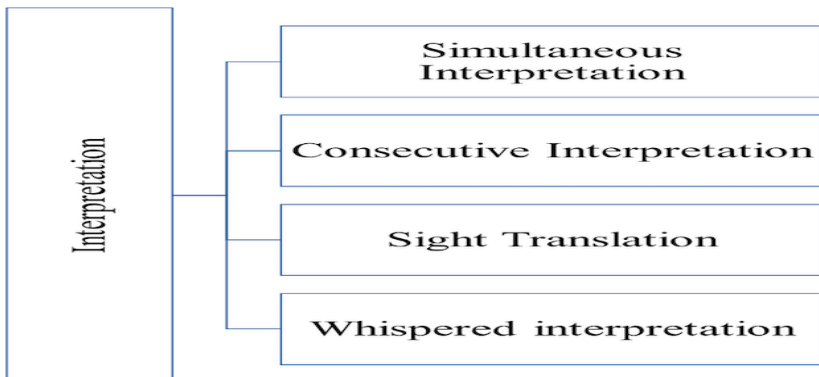 Interpretation
Simultaneous
Interpretation
Consecutive Interpretation
Sight Translation
Whispered interpretation